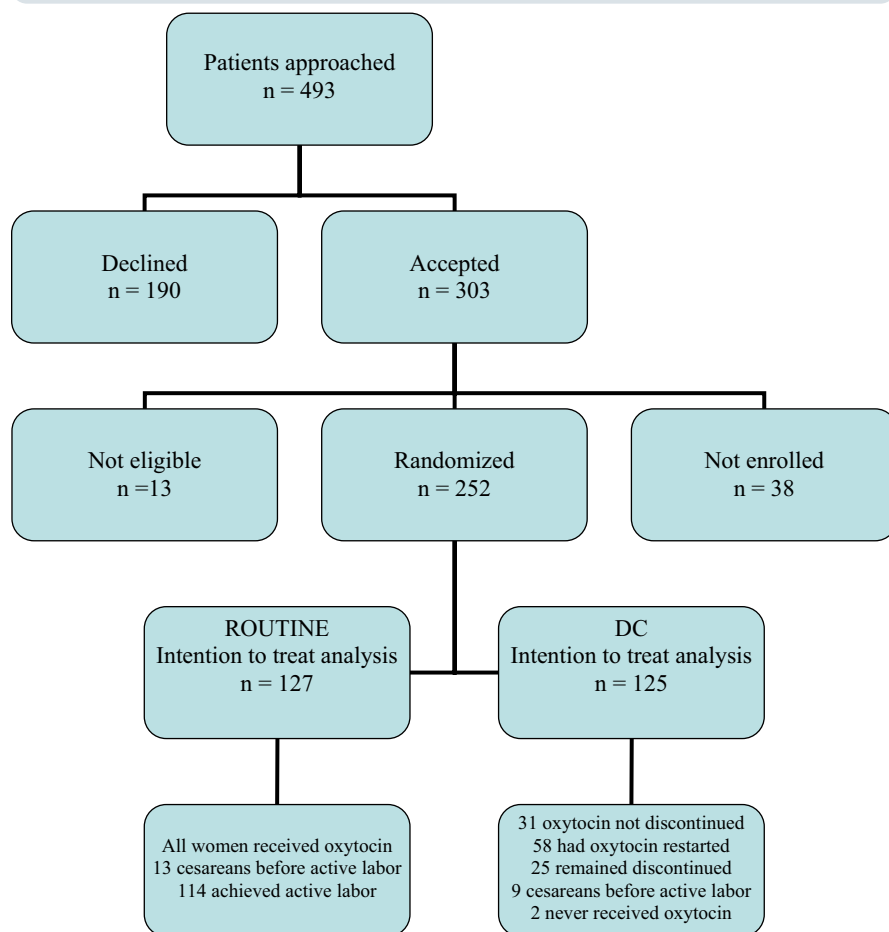 Patients approached
n = 493
Declined
n = 190
Accepted
n = 303
Not eligible
n =13
Randomized
n = 252
Not enrolled
n = 38
ROUTINE
Intention to treat analysis
n = 127
DC
Intention to treat analysis
n = 125
All women received oxytocin
13 cesareans before active labor
114 achieved active labor
31 oxytocin not discontinued
58 had oxytocin restarted
25 remained discontinued
9 cesareans before active labor
2 never received oxytocin